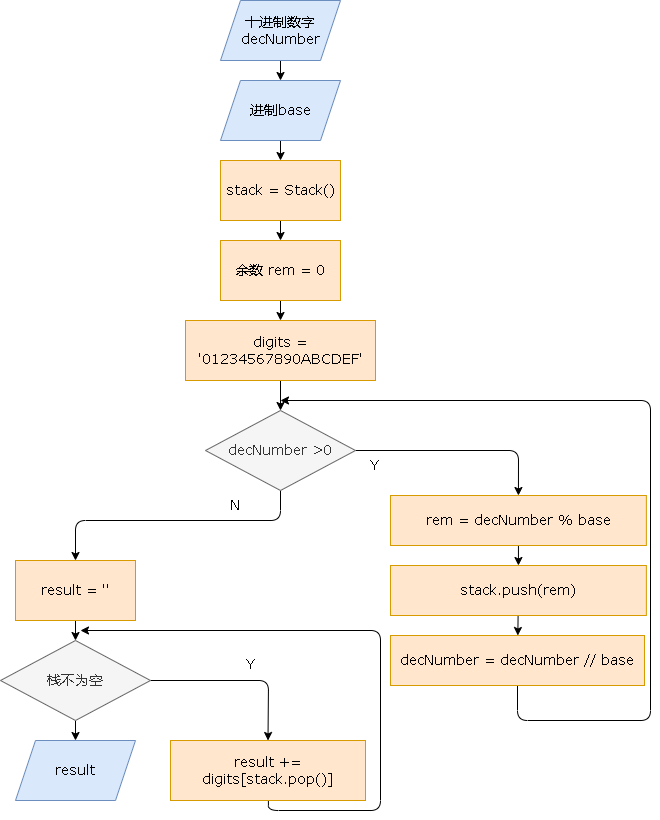 十进制数字
decNumber
进制base
stack = Stack()
余数 rem = 0
digits =
'01234567890ABCDEF'
decNumber >0
Y
N
rem = decNumber % base
stack.push(rem)
decNumber = decNumber // base
result = ''
栈不为空
Y
result +=
digits[stack.pop()]
result